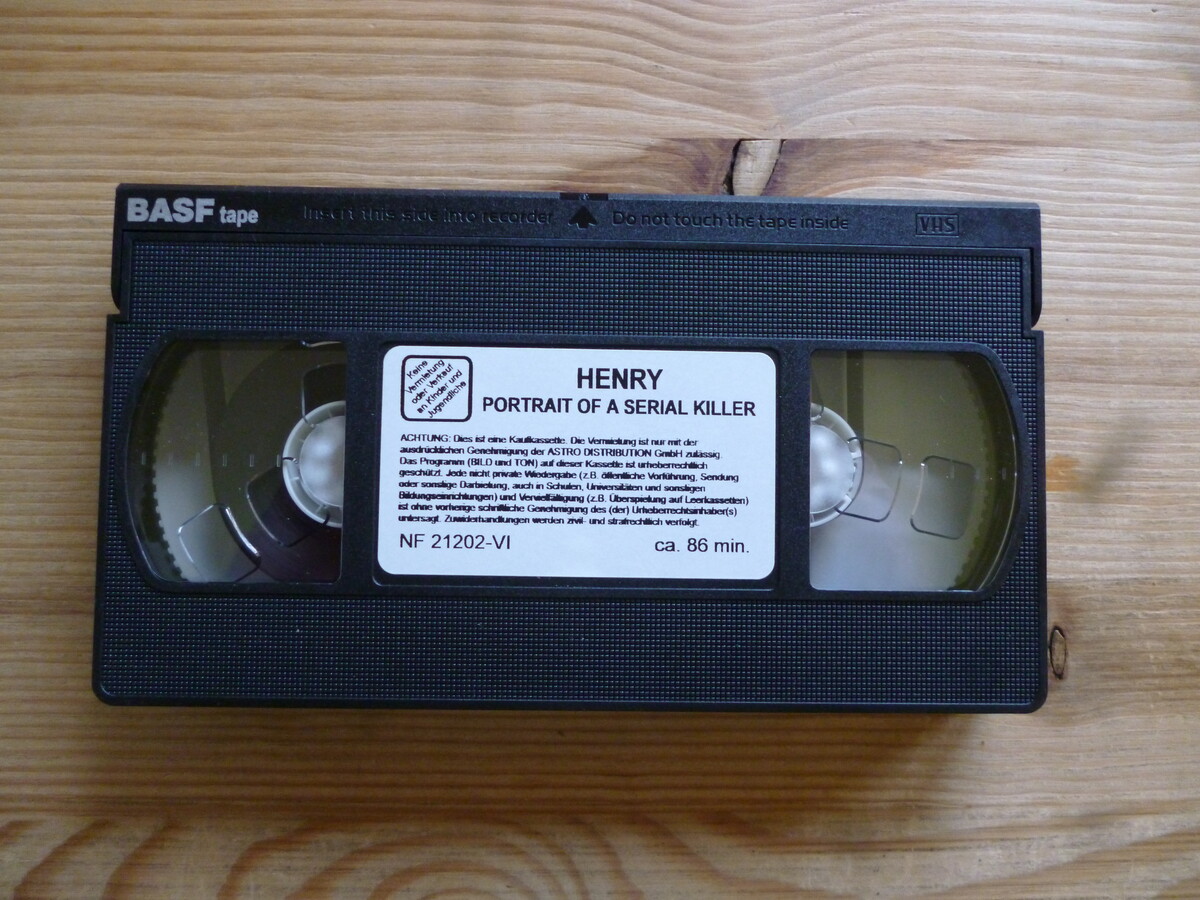 BASF tape
Insert this side into recorder
Do not touch the tape inside
VHS
Keine
Vermietung
oder Verkauf
an Kinder und
Jugendliche
HENRY
PORTRAIT OF A SERIAL KILLER
ACHTUNG: Dies ist eine Kaufkassette. Die Vermietung ist nur mit der
ausdrücklichen Genehmigung der ASTRO DISTRIBUTION GmbH zulässig.
Das Programm (BILD und TON) auf dieser Kassette ist urheberrechtlich
geschützt. Jede nicht private Wiedergabe (z.B. öffentliche Vorführung, Sendung
oder sonstige Darbietung, auch in Schulen, Universitäten und sonstigen
Bildungseinrichtungen) und Vervielfältigung (z.B. Überspielung auf Leerkassetten)
ist ohne vorherige schriftliche Genehmigung des (der) Urheberrechtsinhaber(s)
untersagt. Zuwiderhandlungen werden zivil- und strafrechtlich verfolgt.
NF 21202-VI
ca. 86 min.